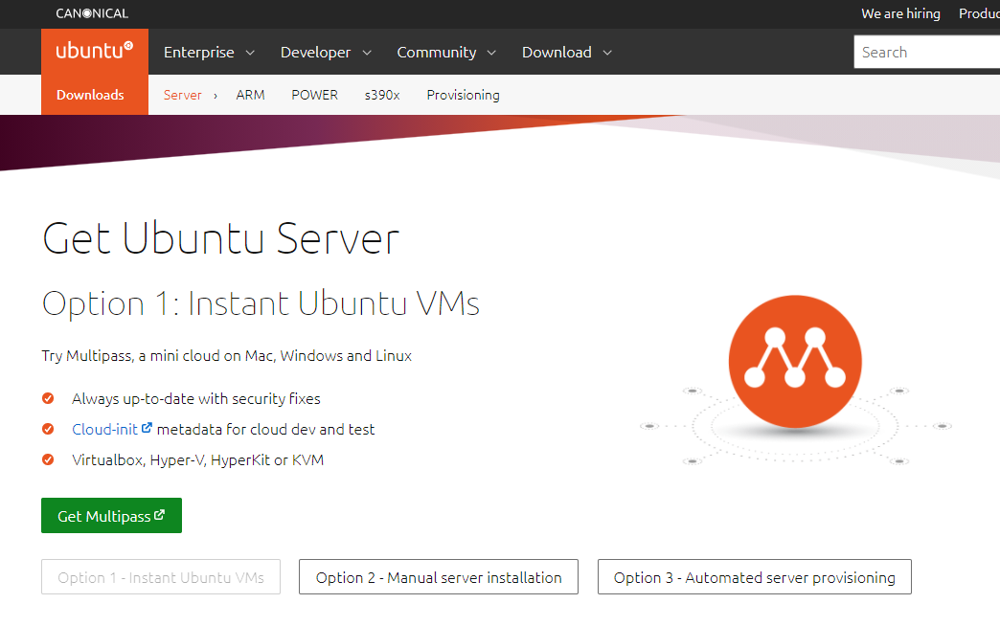 CANONICAL
We are hiring
ubuntu
Enterprise
Developer
Community
Download
Search
Downloads
Server › ARM POWER s390x Provisioning
Get Ubuntu Server
Option 1: Instant Ubuntu VMs
Try Multipass, a mini cloud on Mac, Windows and Linux
Always up-to-date with security fixes
Cloud-init metadata for cloud dev and test
Virtualbox, Hyper-V, HyperKit or KVM
Get Multipass
Option 1 - Instant Ubuntu VMs
Option 2 - Manual server installation
Option 3 - Automated server provisioning